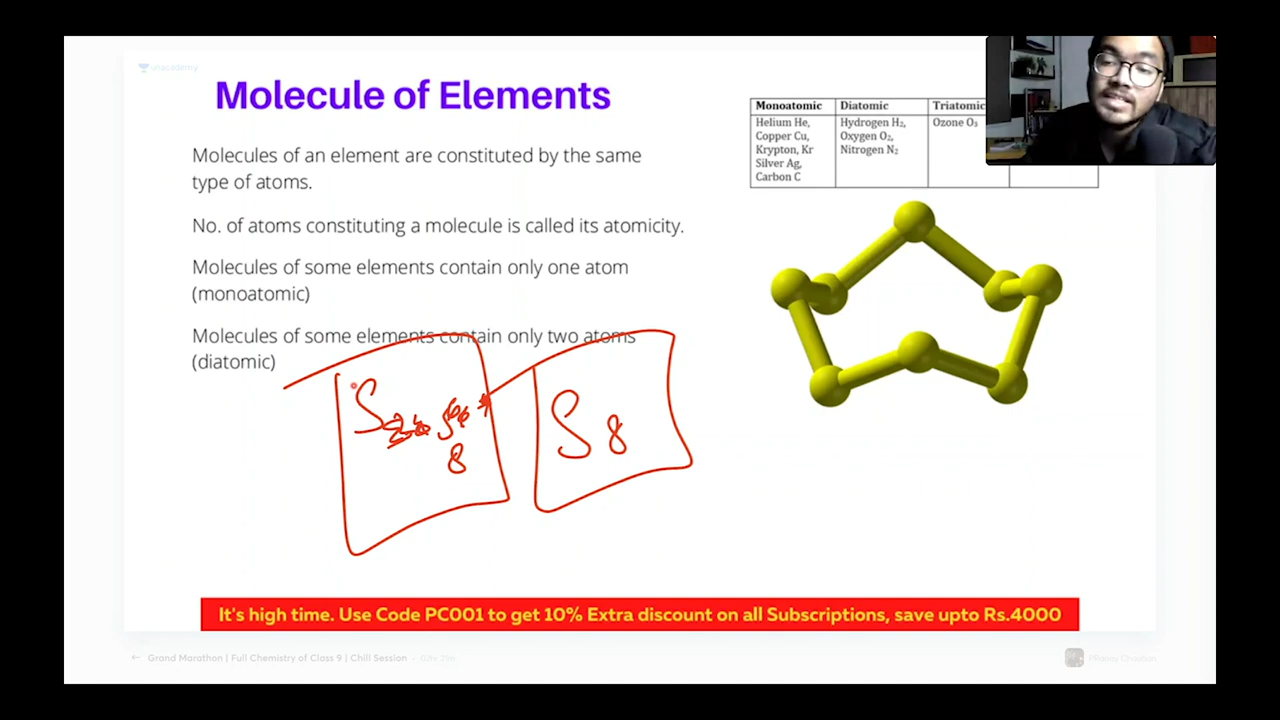 unacademy
Molecule of Elements
Molecules of an element are constituted by the same
type of atoms.
No. of atoms constituting a molecule is called its atomicity.
Molecules of some elements contain only one atom
(monoatomic)
Molecules of some elements contain only two atoms
(diatomic)
Monoatomic Diatomic Triatomic
Helium He, Hydrogen H₂, Ozone O₃
Copper Cu, Oxygen O₂,
Krypton, Kr Nitrogen N₂
Silver Ag,
Carbon C
S
8
S 8
It's high time. Use Code PC001 to get 10% Extra discount on all Subscriptions, save upto Rs.4000
Grand Marathon | Full Chemistry of Class 9 | Chill Session